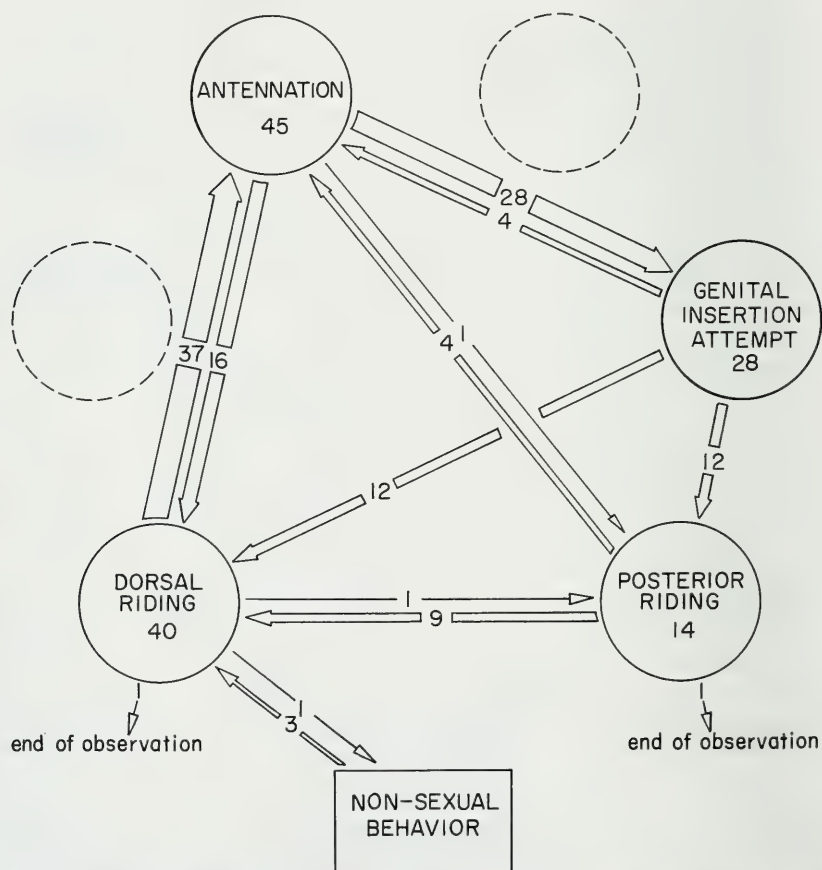 ANTENNATION
45
28
4
GENITAL
INSERTION
ATTEMPT
28
37 16
4 1
12
12
DORSAL
RIDING
40
1
9
POSTERIOR
RIDING
14
1
3
end of observation
end of observation
NON-SEXUAL
BEHAVIOR